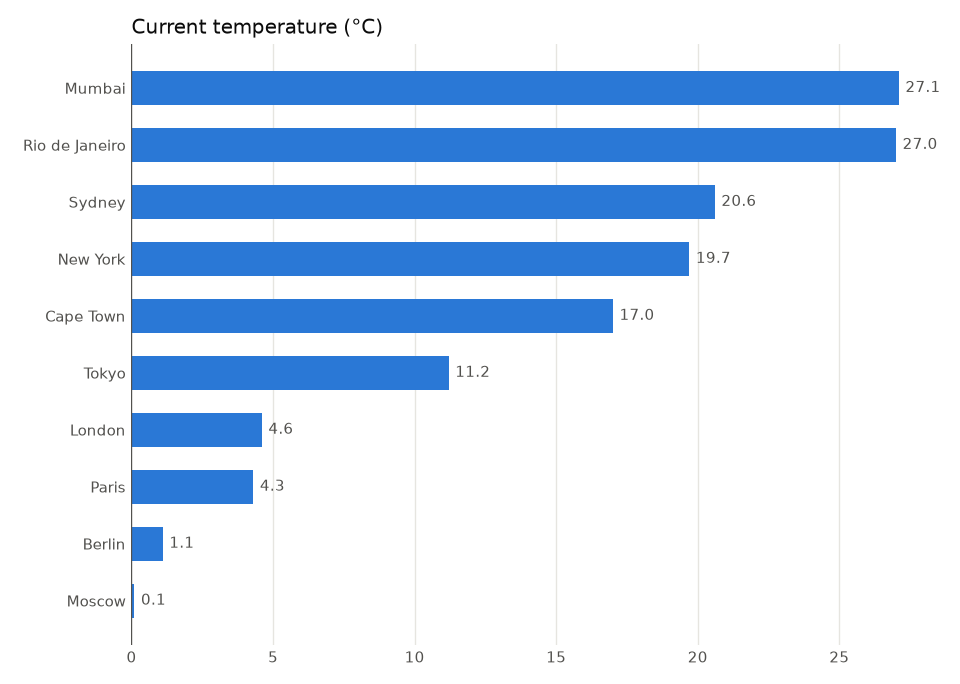 Current temperature (°C)
Mumbai 27.1
Rio de Janeiro 27.0
Sydney 20.6
New York 19.7
Cape Town 17.0
Tokyo 11.2
London 4.6
Paris 4.3
Berlin 1.1
Moscow 0.1
0 5 10 15 20 25